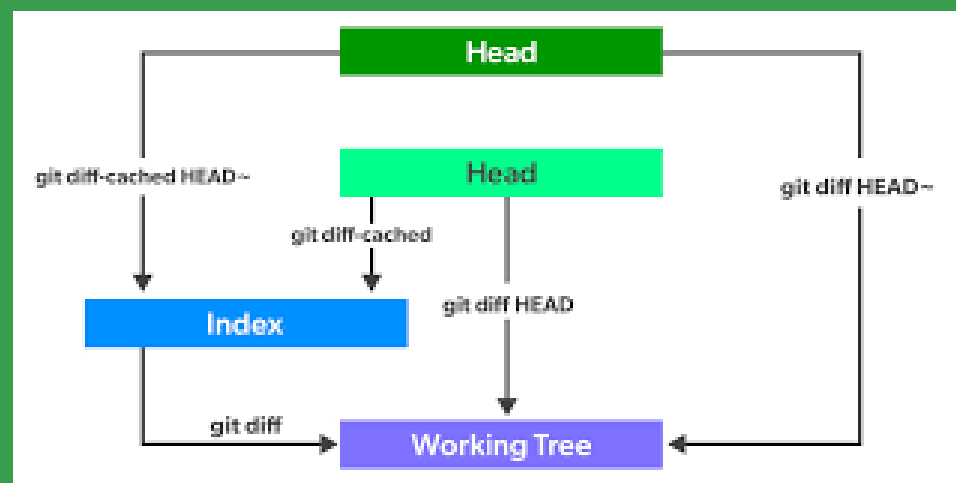 Head
Head
git diff-cached HEAD~
git diff HEAD~
git diff-cached
git diff HEAD
Index
git diff
Working Tree